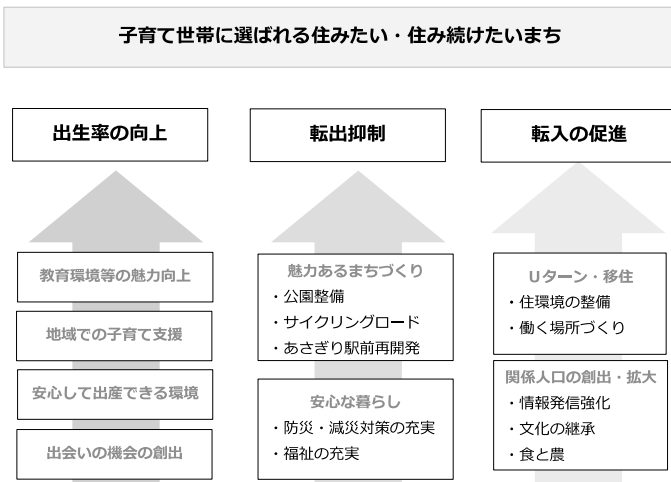 子育て世帯に選ばれる住みたい・住み続けたいまち
出生率の向上
教育環境等の魅力向上
地域での子育て支援
安心して出産できる環境
出会いの機会の創出
転出抑制
魅力あるまちづくり
・公園整備
・サイクリングロード
・あさぎり駅前再開発
安心な暮らし
・防災・減災対策の充実
・福祉の充実
転入の促進
Uターン・移住
・住環境の整備
・働く場所づくり
関係人口の創出・拡大
・情報発信強化
・文化の継承
・食と農